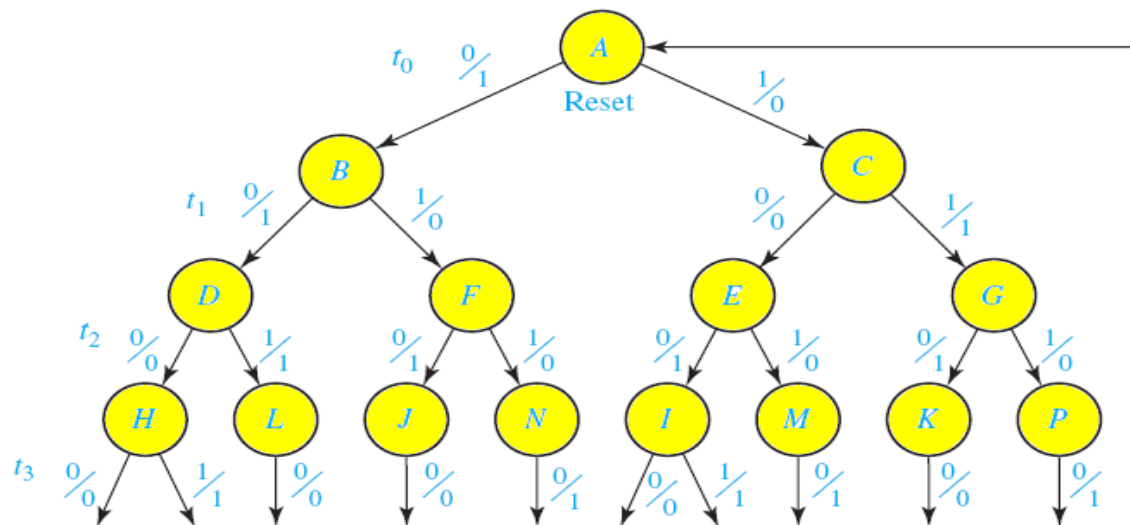 A
t0 0/1 1/0
Reset
B C
t1 0/1 1/0 0/0 1/1
D F E G
t2 0/0 1/1 0/1 1/0 0/1 1/0 0/1 1/0
H L J N I M K P
t3 0/0 1/1 0/0 0/0 0/1 0/0 1/1 0/1 0/0 0/1